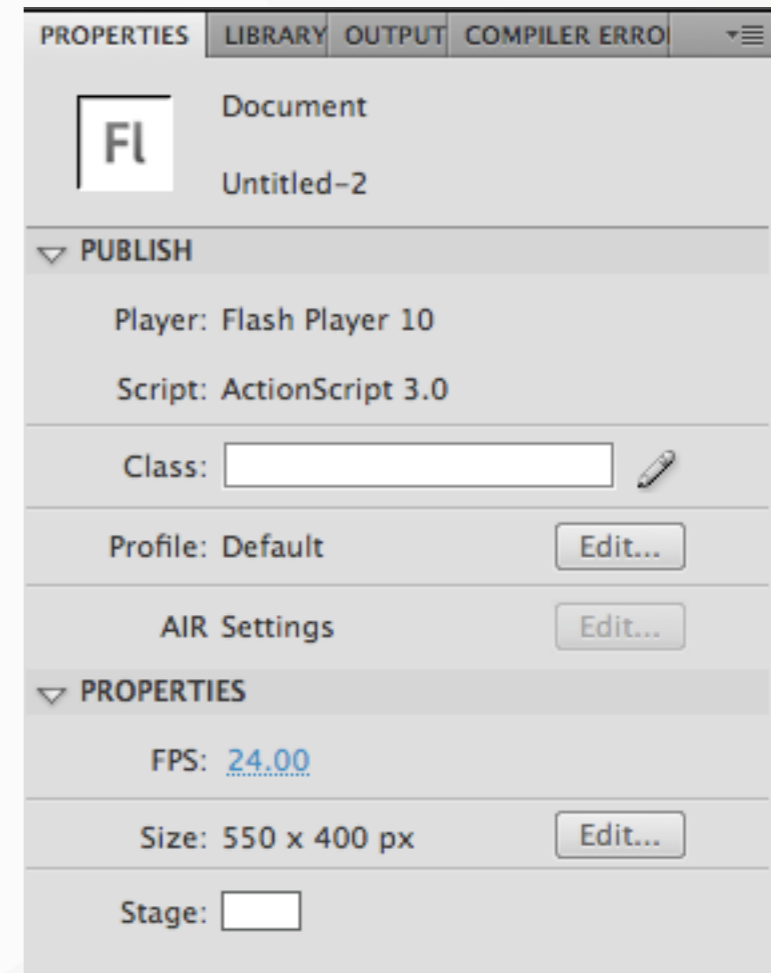 PROPERTIES LIBRARY OUTPUT COMPILER ERRO
Fl
Document
Untitled-2
PUBLISH
Player: Flash Player 10
Script: ActionScript 3.0
Class:
Profile: Default Edit...
AIR Settings Edit...
PROPERTIES
FPS: 24.00
Size: 550 x 400 px Edit...
Stage: